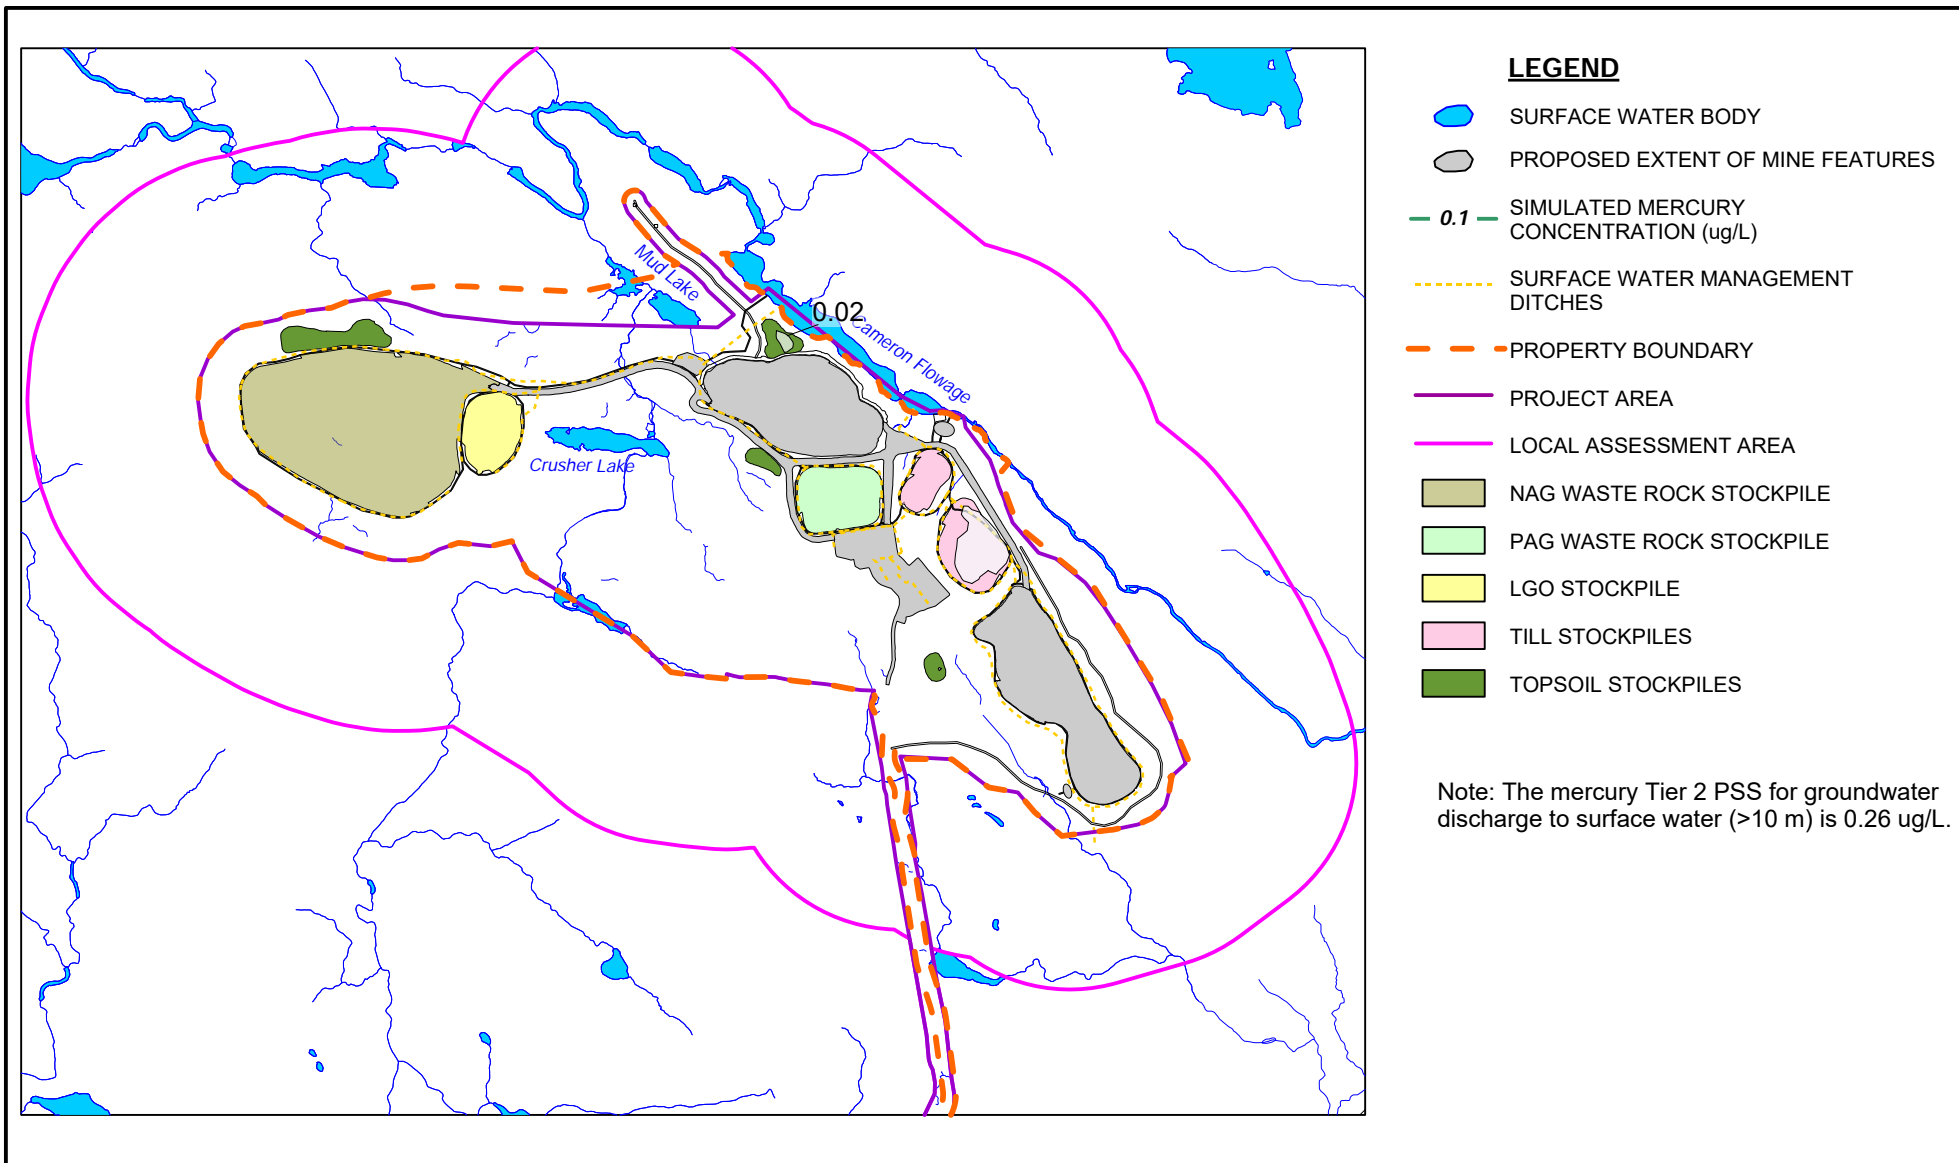 LEGEND
SURFACE WATER BODY
PROPOSED EXTENT OF MINE FEATURES
0.1
SIMULATED MERCURY
CONCENTRATION (ug/L)
SURFACE WATER MANAGEMENT
DITCHES
PROPERTY BOUNDARY
PROJECT AREA
LOCAL ASSESSMENT AREA
NAG WASTE ROCK STOCKPILE
PAG WASTE ROCK STOCKPILE
LGO STOCKPILE
TILL STOCKPILES
TOPSOIL STOCKPILES
Note: The mercury Tier 2 PSS for groundwater
discharge to surface water (>10 m) is 0.26 ug/L.
Mud Lake
0.02
Cameron Flowage
Crusher Lake